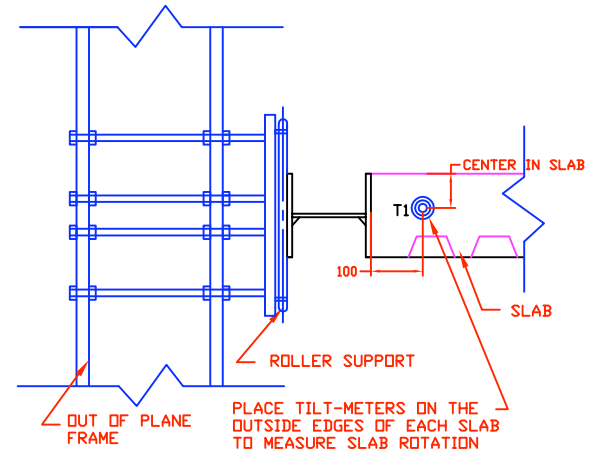 CENTER IN SLAB
T1
100
SLAB
ROLLER SUPPORT
OUT OF PLANE
FRAME
PLACE TILT-METERS ON THE
OUTSIDE EDGES OF EACH SLAB
TO MEASURE SLAB ROTATION